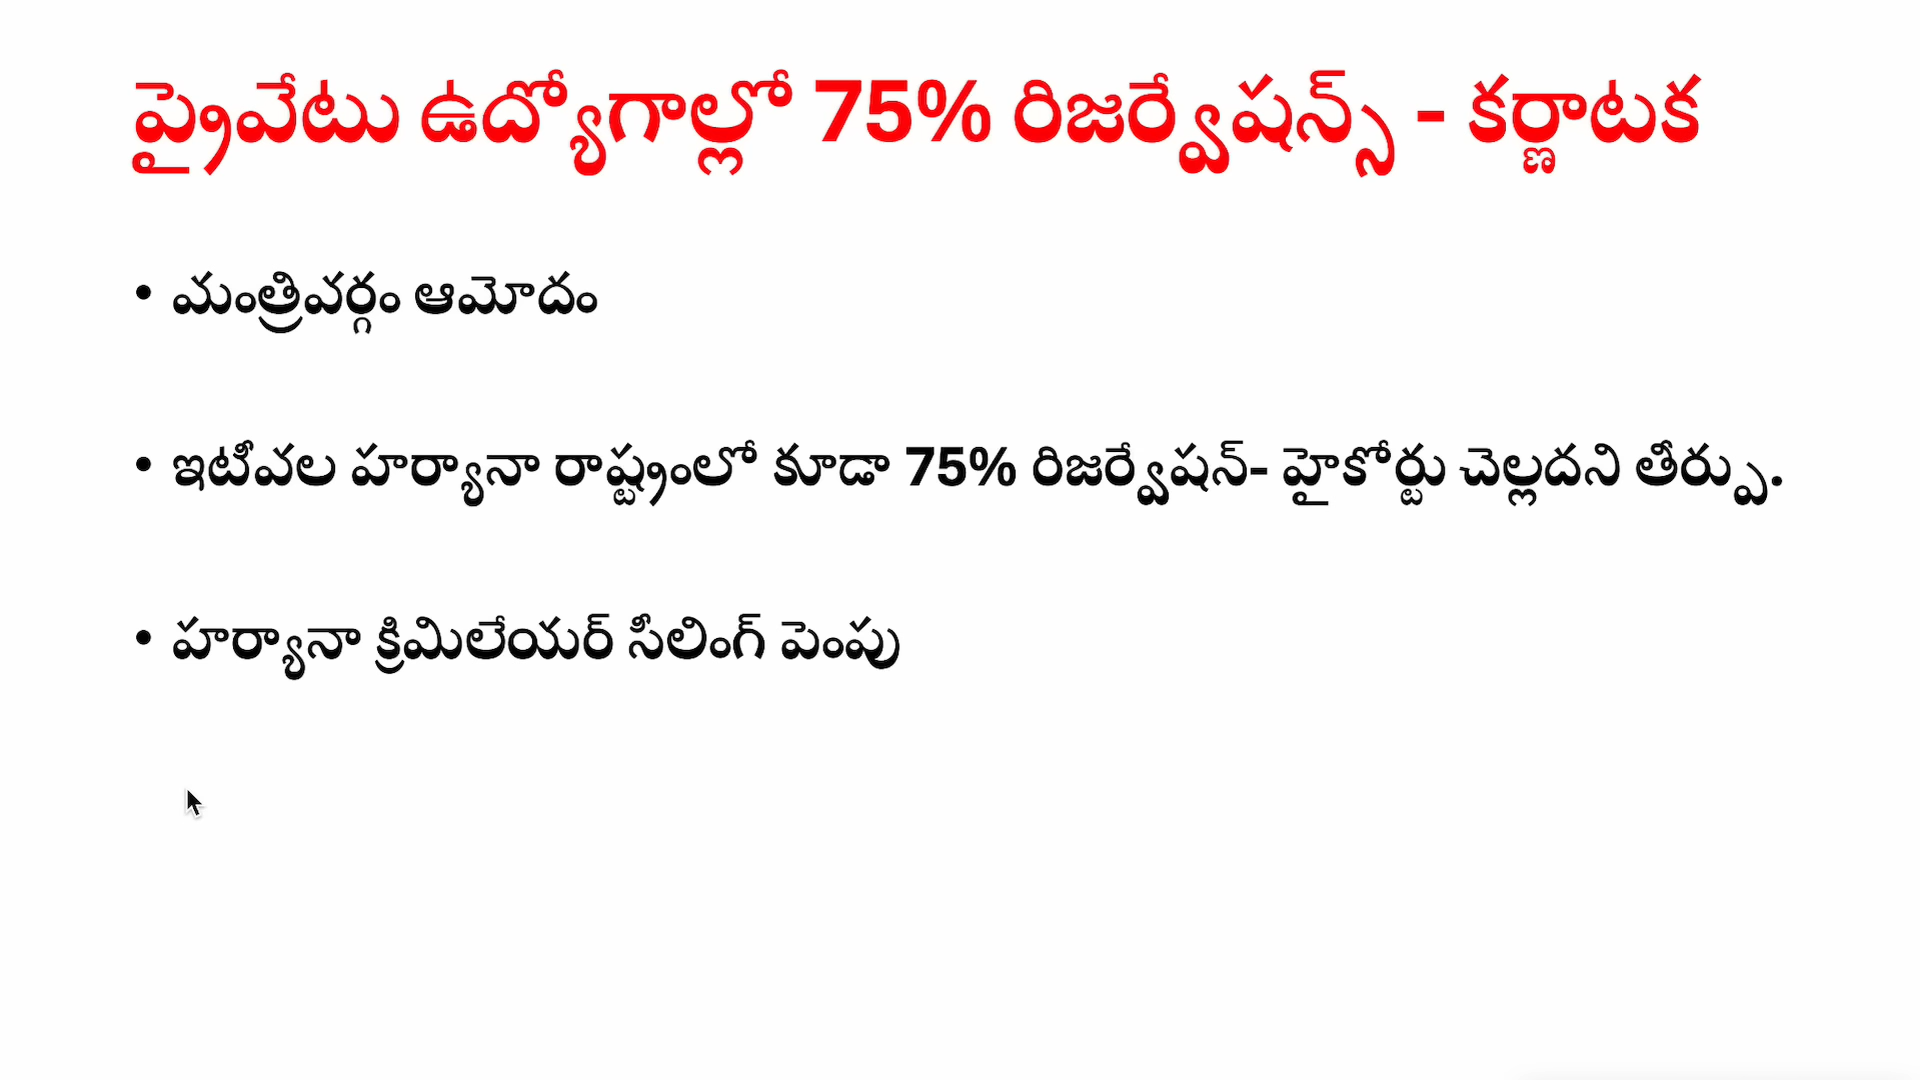 ప్రైవేటు ఉద్యోగాల్లో 75% రిజర్వేషన్స్ - కర్ణాటక
• మంత్రివర్గం ఆమోదం
• ఇటీవల హర్యానా రాష్ట్రంలో కూడా 75% రిజర్వేషన్- హైకోర్టు చెల్లదని తీర్పు.
• హర్యానా క్రిమిలేయర్ సీలింగ్ పెంపు